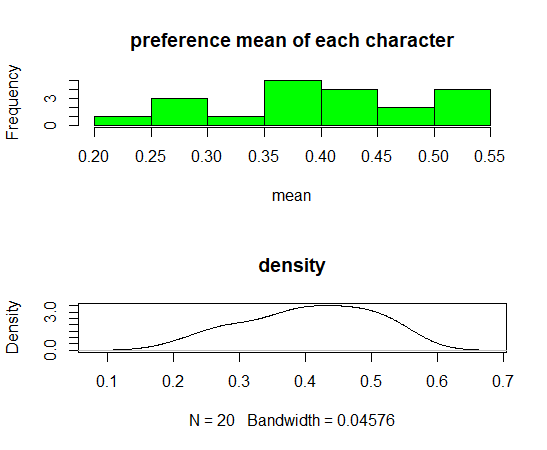 preference mean of each character
Frequency
3
0
0.20 0.25 0.30 0.35 0.40 0.45 0.50 0.55
mean
density
Density
3.0
0.0
0.1 0.2 0.3 0.4 0.5 0.6 0.7
N = 20 Bandwidth = 0.04576